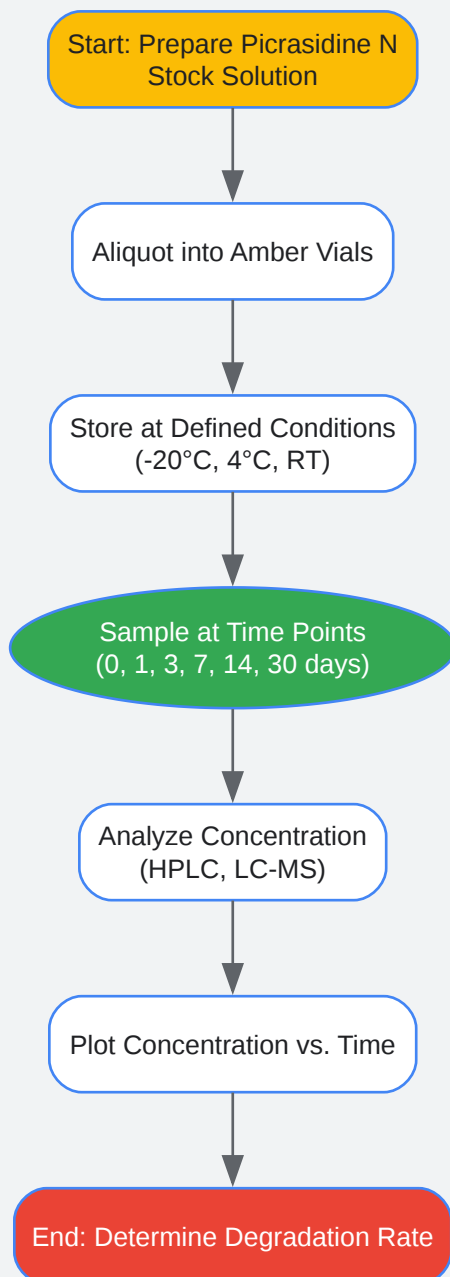 Start: Prepare Picrasidine N
Stock Solution
Aliquot into Amber Vials
Store at Defined Conditions
(-20°C, 4°C, RT)
Sample at Time Points
(0, 1, 3, 7, 14, 30 days)
Analyze Concentration
(HPLC, LC-MS)
Plot Concentration vs. Time
End: Determine Degradation Rate